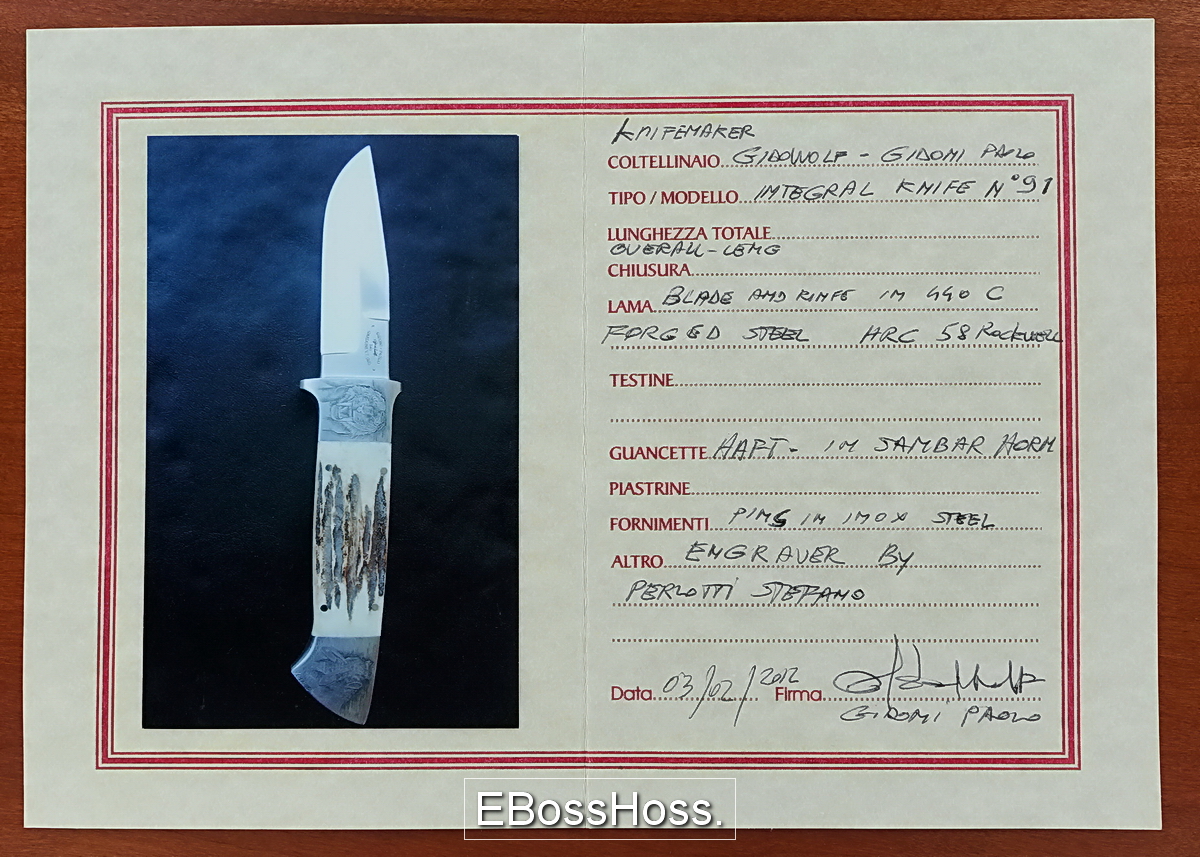 KNIFEMAKER
COLTELLINAIO GIDOWOLF - GIDONI PAOLO
TIPO / MODELLO INTEGRAL KNIFE N° 91
LUNGHEZZA TOTALE
OVERALL - LENG
CHIUSURA
LAMA BLADE AND KINFE IN 440 C
FORGED STEEL HRC 58 ROCKWELL
TESTINE
GUANCETTE HAFT - IN SAMBAR HORN
PIASTRINE
FORNIMENTI PINS IN INOX STEEL
ALTRO ENGRAVER By
PERLOTTI STEFANO
Data 03/02/2012 Firma
GIDONI PAOLO
EBossHoss.